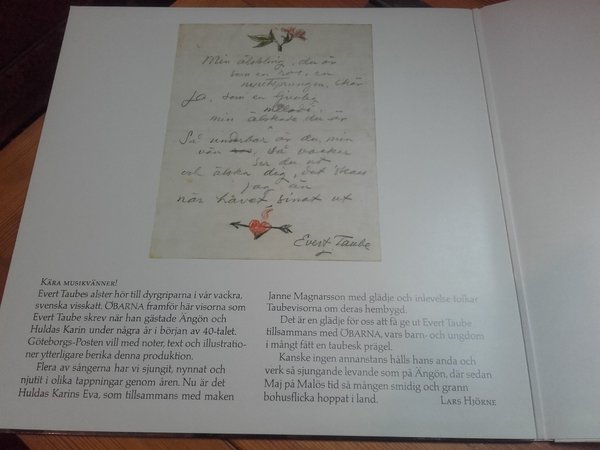 Min älskling, du är
som en ros, en
nyutsprungen, skär
Ja, som en ljuvlig
melodi.
min älskade du är
Så underbar är du, min
vän, så vacker
ser du ut
och älska dig, det skall
jag än
när havet sinat ut
Evert Taube
KÄRA MUSIKVÄNNER!
Evert Taubes alster hör till dyrgriparna i vår vackra,
svenska visskatt. ÖBARNA framför här visorna som
Evert Taube skrev när han gästade Ängön och
Huldas Karin under några år i början av 40-talet.
Göteborgs-Posten vill med noter, text och illustratio-
ner ytterligare berika denna produktion.
Flera av sångerna har vi sjungit, nynnat och
njutit i olika tappningar genom åren. Nu är det
Huldas Karins Eva, som tillsammans med maken
Janne Magnarsson med glädje och inlevelse tolkar
Taubevisorna om deras hembygd.
Det är en glädje för oss att få ge ut Evert Taube
tillsammans med ÖBARNA, vars barn- och ungdom
i mångt fått en taubesk prägel.
Kanske ingen annanstans hålls hans anda och
verk så sjungande levande som på Ängön, där sedan
Maj på Malös tid så mången smidig och grann
bohusflicka hoppat i land.
LARS HJÖRNE